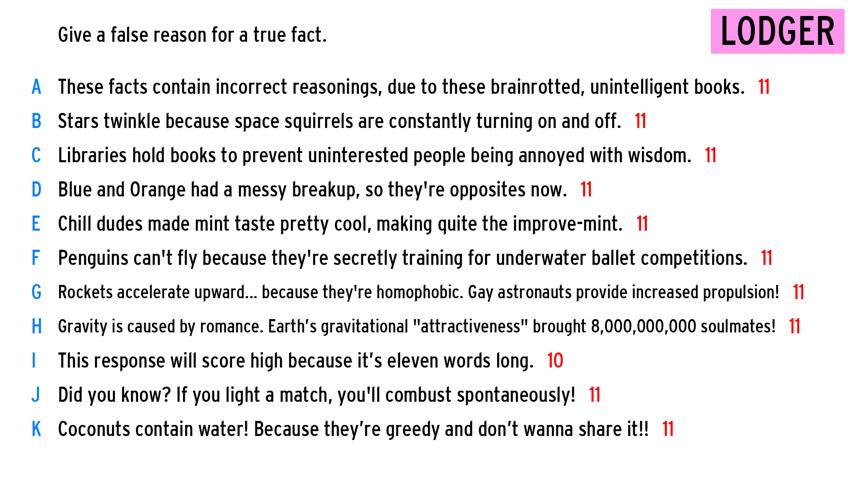 Give a false reason for a true fact.
LODGER
A These facts contain incorrect reasonings, due to these brainrotted, unintelligent books. 11
B Stars twinkle because space squirrels are constantly turning on and off. 11
C Libraries hold books to prevent uninterested people being annoyed with wisdom. 11
D Blue and Orange had a messy breakup, so they're opposites now. 11
E Chill dudes made mint taste pretty cool, making quite the improve-mint. 11
F Penguins can't fly because they're secretly training for underwater ballet competitions. 11
G Rockets accelerate upward... because they're homophobic. Gay astronauts provide increased propulsion! 11
H Gravity is caused by romance. Earth’s gravitational "attractiveness" brought 8,000,000,000 soulmates! 11
I This response will score high because it’s eleven words long. 10
J Did you know? If you light a match, you'll combust spontaneously! 11
K Coconuts contain water! Because they’re greedy and don’t wanna share it!! 11